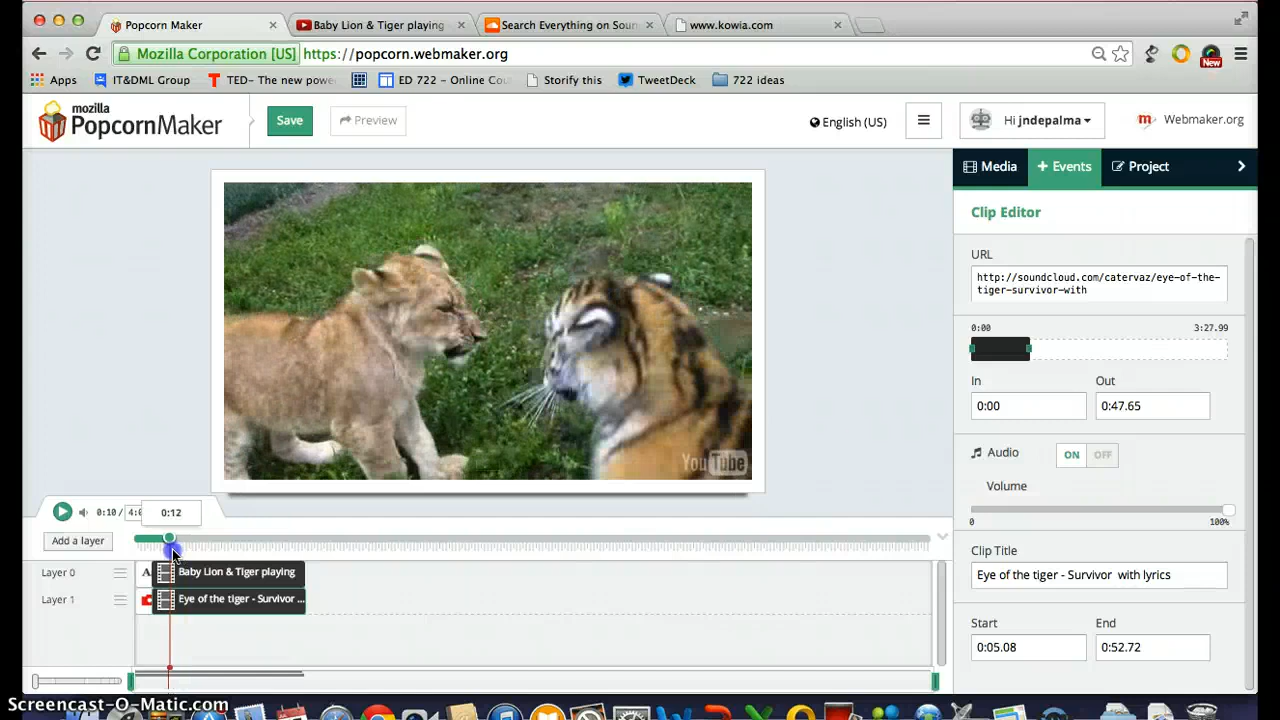 Popcorn Maker
Baby Lion & Tiger playing
Search Everything on Soun
www.kowia.com
Mozilla Corporation [US]
https://popcorn.webmaker.org
New
Apps
IT&DML Group
TED– The new powe
ED 722 – Online Cou
Storify this
TweetDeck
722 ideas
mozilla
PopcornMaker
Save
Preview
English (US)
Hi jndepalma
Webmaker.org
Media
+ Events
Project
Clip Editor
URL
http://soundcloud.com/catervaz/eye-of-the-
tiger-survivor-with
0:00
3:27.99
In
Out
0:00
0:47.65
Audio
ON
OFF
Volume
0
100%
Clip Title
Eye of the tiger - Survivor with lyrics
Start
End
0:05.08
0:52.72
YouTube
0:10 / 4:0
0:12
Add a layer
Layer 0
A
Baby Lion & Tiger playing
Layer 1
Eye of the tiger - Survivor ...
Screencast-O-Matic.com